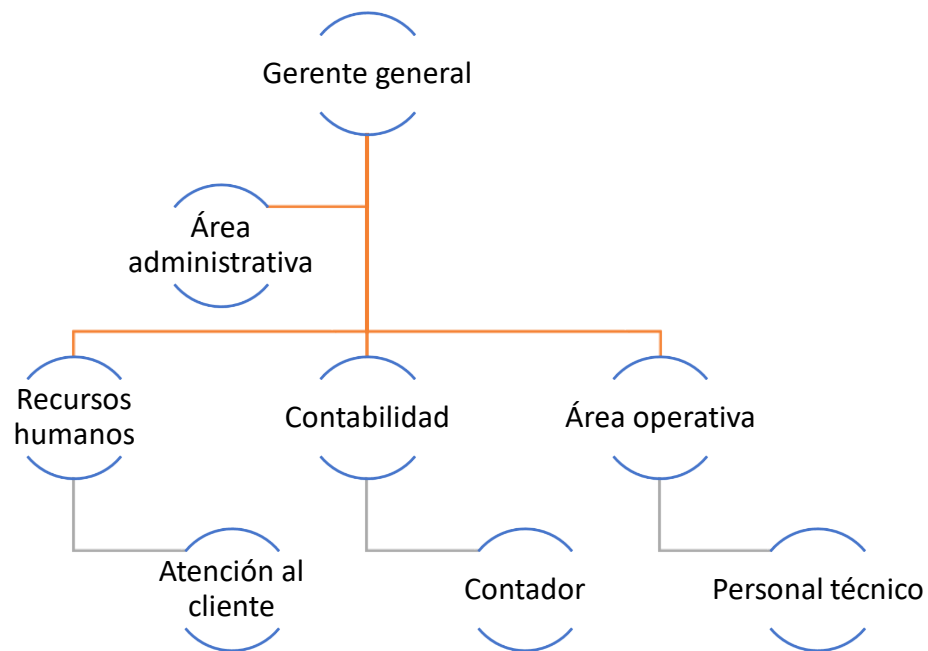 Gerente general
Área
administrativa
Recursos
humanos
Contabilidad
Área operativa
Atención al
cliente
Contador
Personal técnico